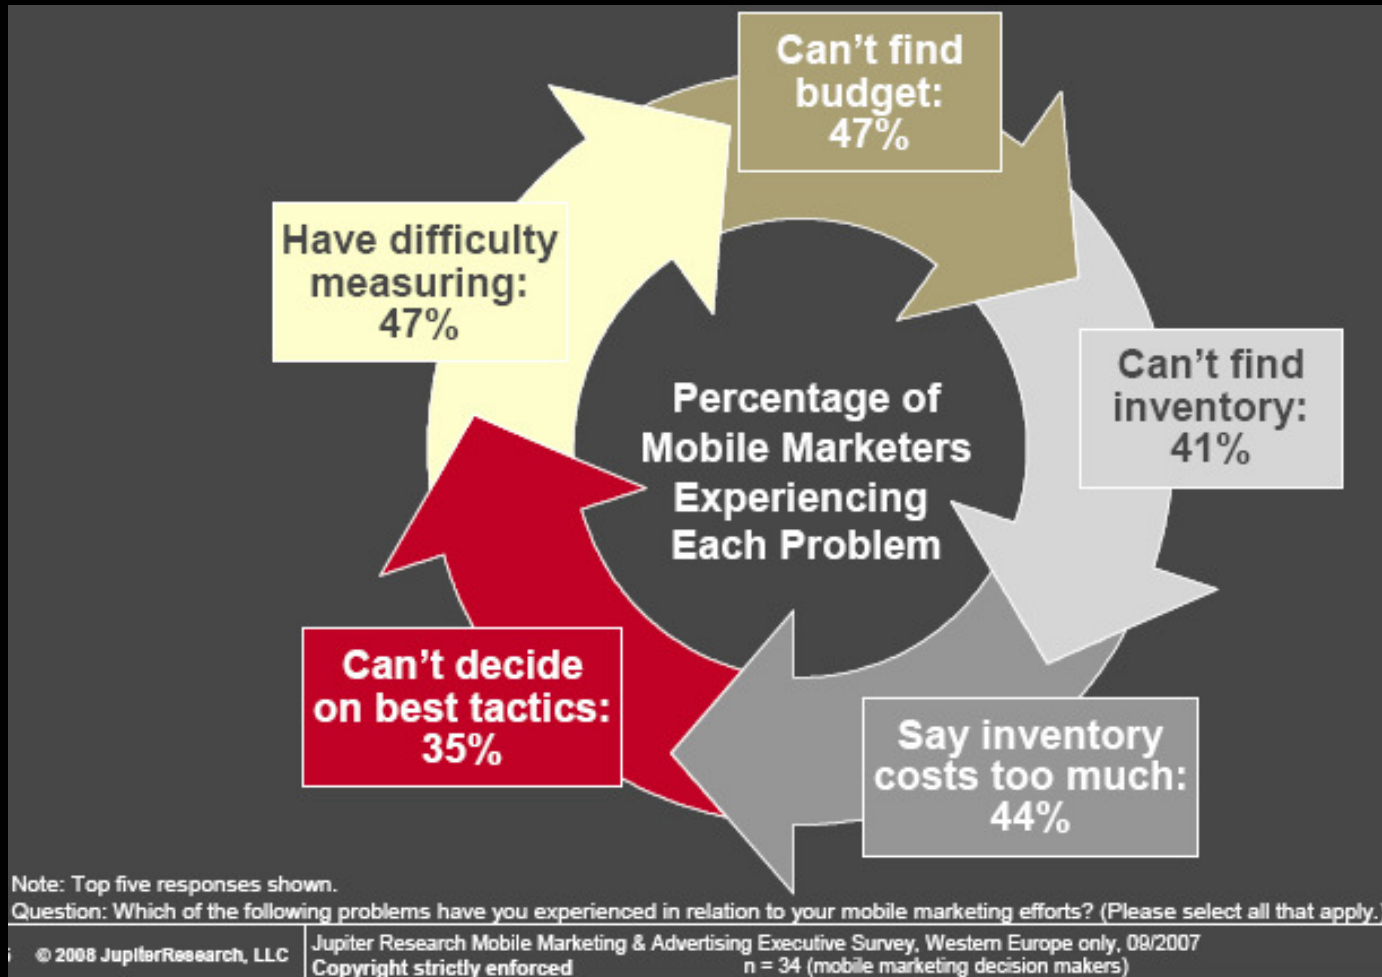 Can't find
budget:
47%
Have difficulty
measuring:
47%
Can't find
inventory:
41%
Percentage of
Mobile Marketers
Experiencing
Each Problem
Can't decide
on best tactics:
35%
Say inventory
costs too much:
44%
Note: Top five responses shown.
Question: Which of the following problems have you experienced in relation to your mobile marketing efforts? (Please select all that apply.)
© 2008 JupiterResearch, LLC
Jupiter Research Mobile Marketing & Advertising Executive Survey, Western Europe only, 09/2007
Copyright strictly enforced
n = 34 (mobile marketing decision makers)